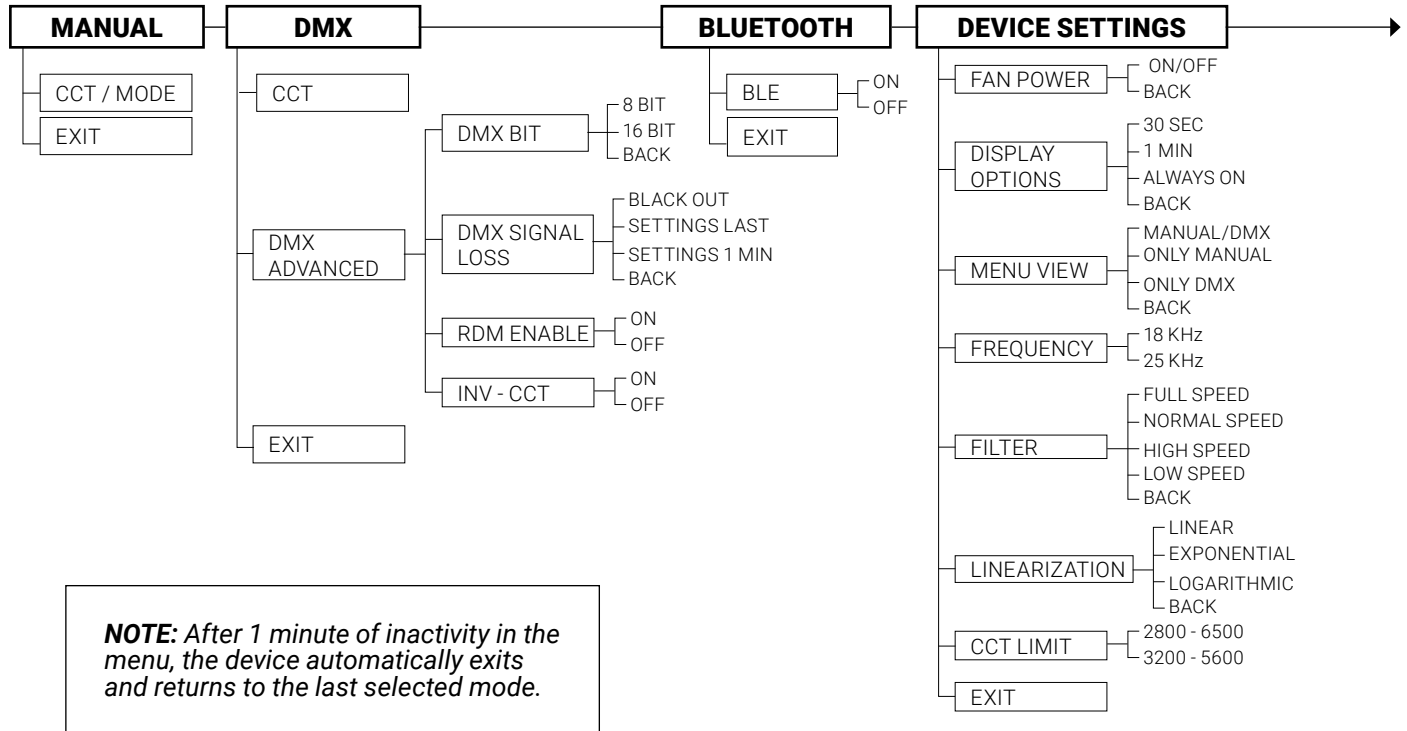 MANUAL
CCT / MODE
EXIT
DMX
CCT
DMX
ADVANCED
DMX BIT
8 BIT
16 BIT
BACK
DMX SIGNAL
LOSS
BLACK OUT
SETTINGS LAST
SETTINGS 1 MIN
BACK
RDM ENABLE
ON
OFF
INV - CCT
ON
OFF
EXIT
BLUETOOTH
BLE
ON
OFF
EXIT
DEVICE SETTINGS
FAN POWER
ON/OFF
BACK
DISPLAY
OPTIONS
30 SEC
1 MIN
ALWAYS ON
BACK
MENU VIEW
MANUAL/DMX
ONLY MANUAL
ONLY DMX
BACK
FREQUENCY
18 KHz
25 KHz
FILTER
FULL SPEED
NORMAL SPEED
HIGH SPEED
LOW SPEED
BACK
LINEARIZATION
LINEAR
EXPONENTIAL
LOGARITHMIC
BACK
CCT LIMIT
2800 - 6500
3200 - 5600
EXIT
NOTE: After 1 minute of inactivity in the
menu, the device automatically exits
and returns to the last selected mode.